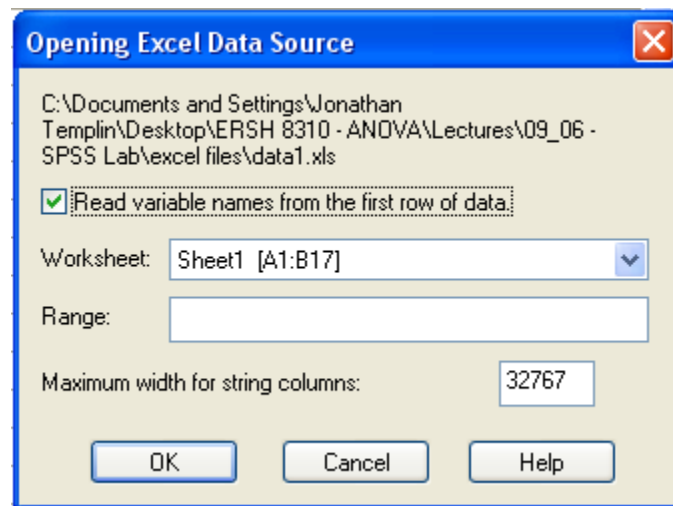 Opening Excel Data Source
C:\Documents and Settings\Jonathan
Templin\Desktop\ERSH 8310 - ANOVA\Lectures\09_06 -
SPSS Lab\excel files\data1.xls
Read variable names from the first row of data.
Worksheet: Sheet1 [A1:B17]
Range:
Maximum width for string columns: 32767
OK Cancel Help